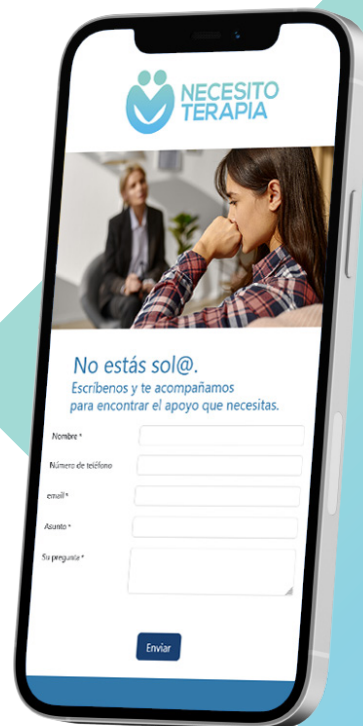 NECESITO
TERAPIA
No estás sol@.
Escríbenos y te acompañamos
para encontrar el apoyo que necesitas.
Nombre *
Número de teléfono
email *
Asunto *
Su pregunta *
Enviar